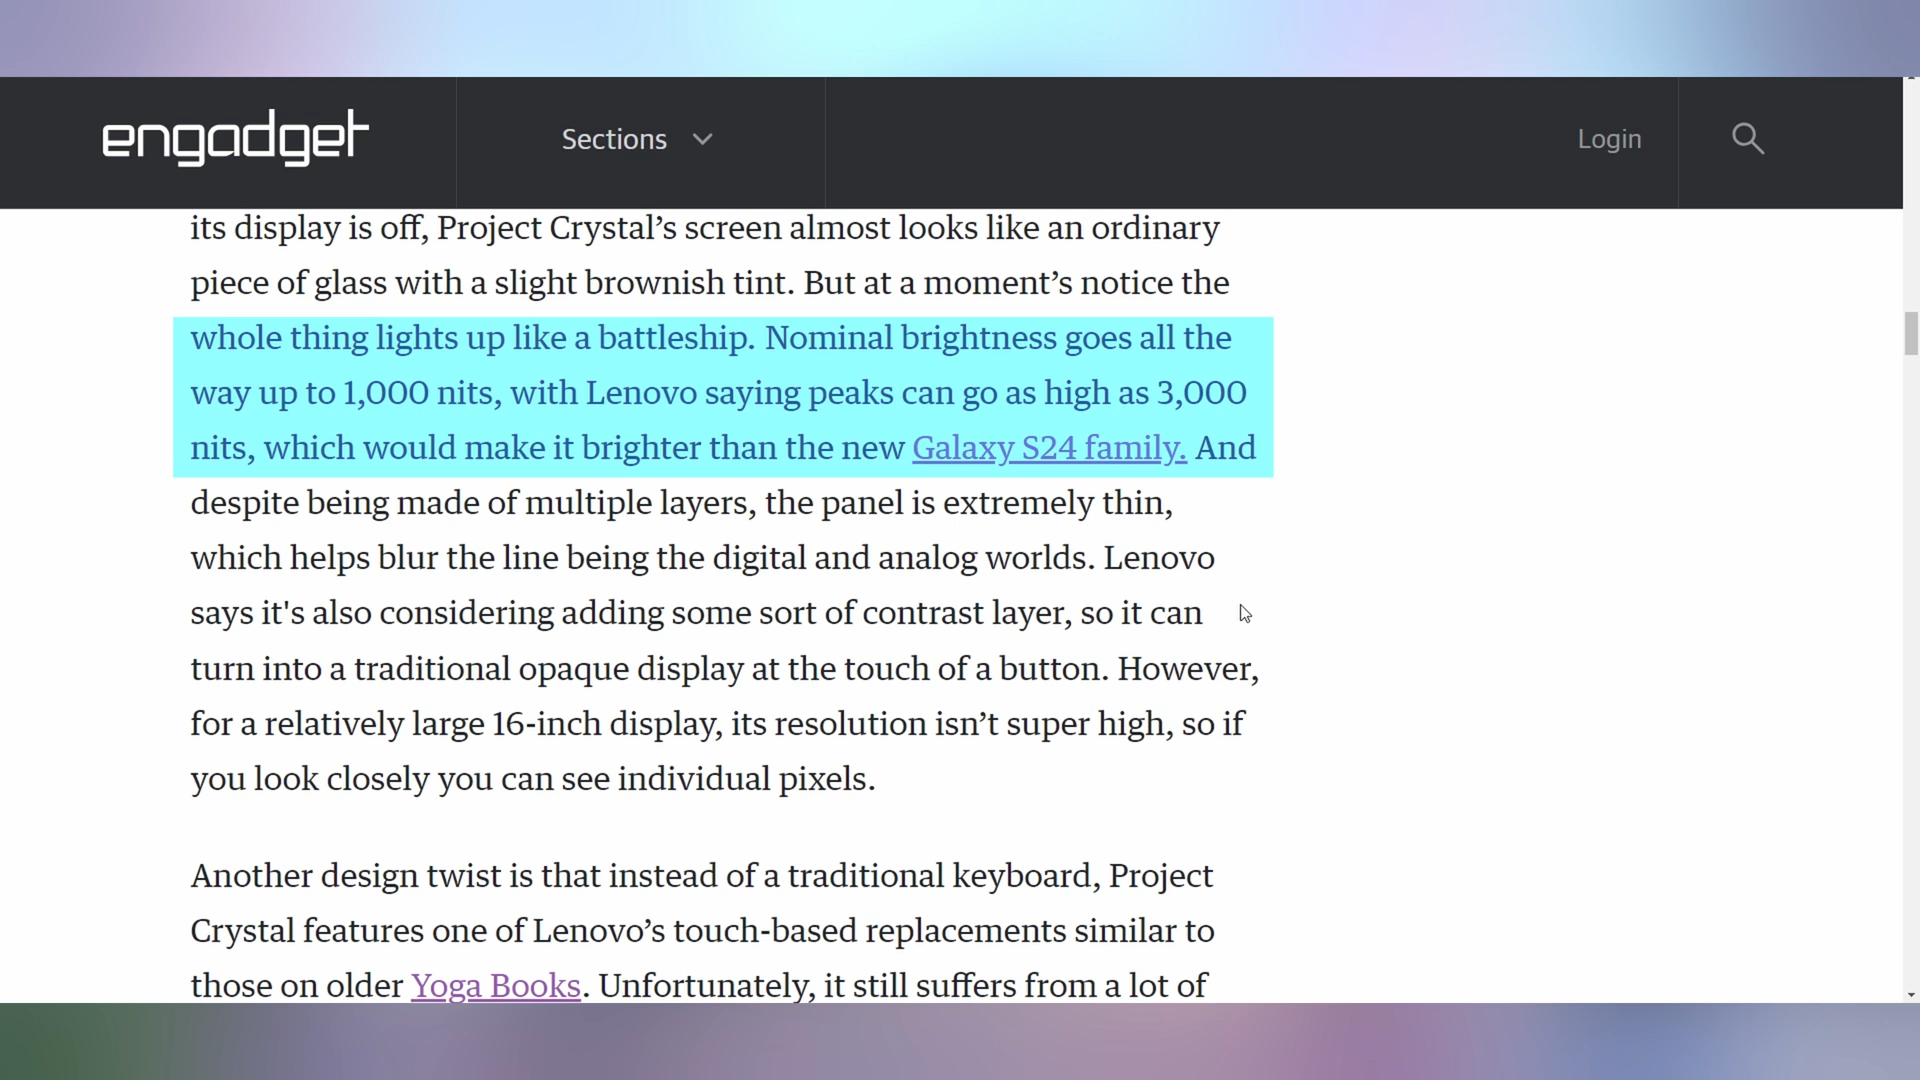 engadget
Sections
Login
its display is off, Project Crystal’s screen almost looks like an ordinary
piece of glass with a slight brownish tint. But at a moment’s notice the
whole thing lights up like a battleship. Nominal brightness goes all the
way up to 1,000 nits, with Lenovo saying peaks can go as high as 3,000
nits, which would make it brighter than the new Galaxy S24 family. And
despite being made of multiple layers, the panel is extremely thin,
which helps blur the line being the digital and analog worlds. Lenovo
says it's also considering adding some sort of contrast layer, so it can
turn into a traditional opaque display at the touch of a button. However,
for a relatively large 16-inch display, its resolution isn’t super high, so if
you look closely you can see individual pixels.
Another design twist is that instead of a traditional keyboard, Project
Crystal features one of Lenovo’s touch-based replacements similar to
those on older Yoga Books. Unfortunately, it still suffers from a lot of